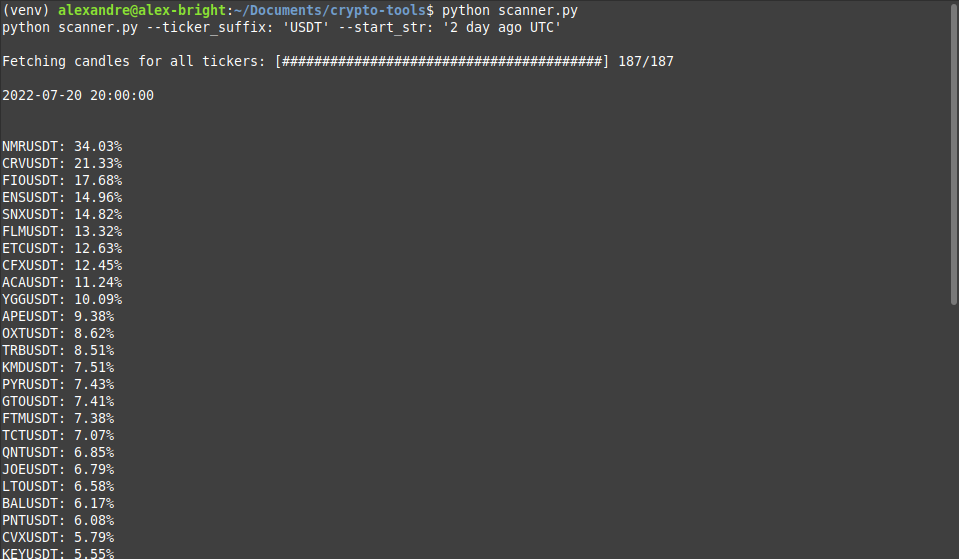 (venv) alexandre@alex-bright:~/Documents/crypto-tools$ python scanner.py
python scanner.py --ticker_suffix: 'USDT' --start_str: '2 day ago UTC'
Fetching candles for all tickers: [########################################] 187/187
2022-07-20 20:00:00
NMRUSDT: 34.03%
CRVUSDT: 21.33%
FIOUSDT: 17.68%
ENSUSDT: 14.96%
SNXUSDT: 14.82%
FLMUSDT: 13.32%
ETCUSDT: 12.63%
CFXUSDT: 12.45%
ACAUSDT: 11.24%
YGGUSDT: 10.09%
APEUSDT: 9.38%
OXTUSDT: 8.62%
TRBUSDT: 8.51%
KMDUSDT: 7.51%
PYRUSDT: 7.43%
GTOUSDT: 7.41%
FTMUSDT: 7.38%
TCTUSDT: 7.07%
QNTUSDT: 6.85%
JOEUSDT: 6.79%
LTOUSDT: 6.58%
BALUSDT: 6.17%
PNTUSDT: 6.08%
CVXUSDT: 5.79%
KEYUSDT: 5.55%